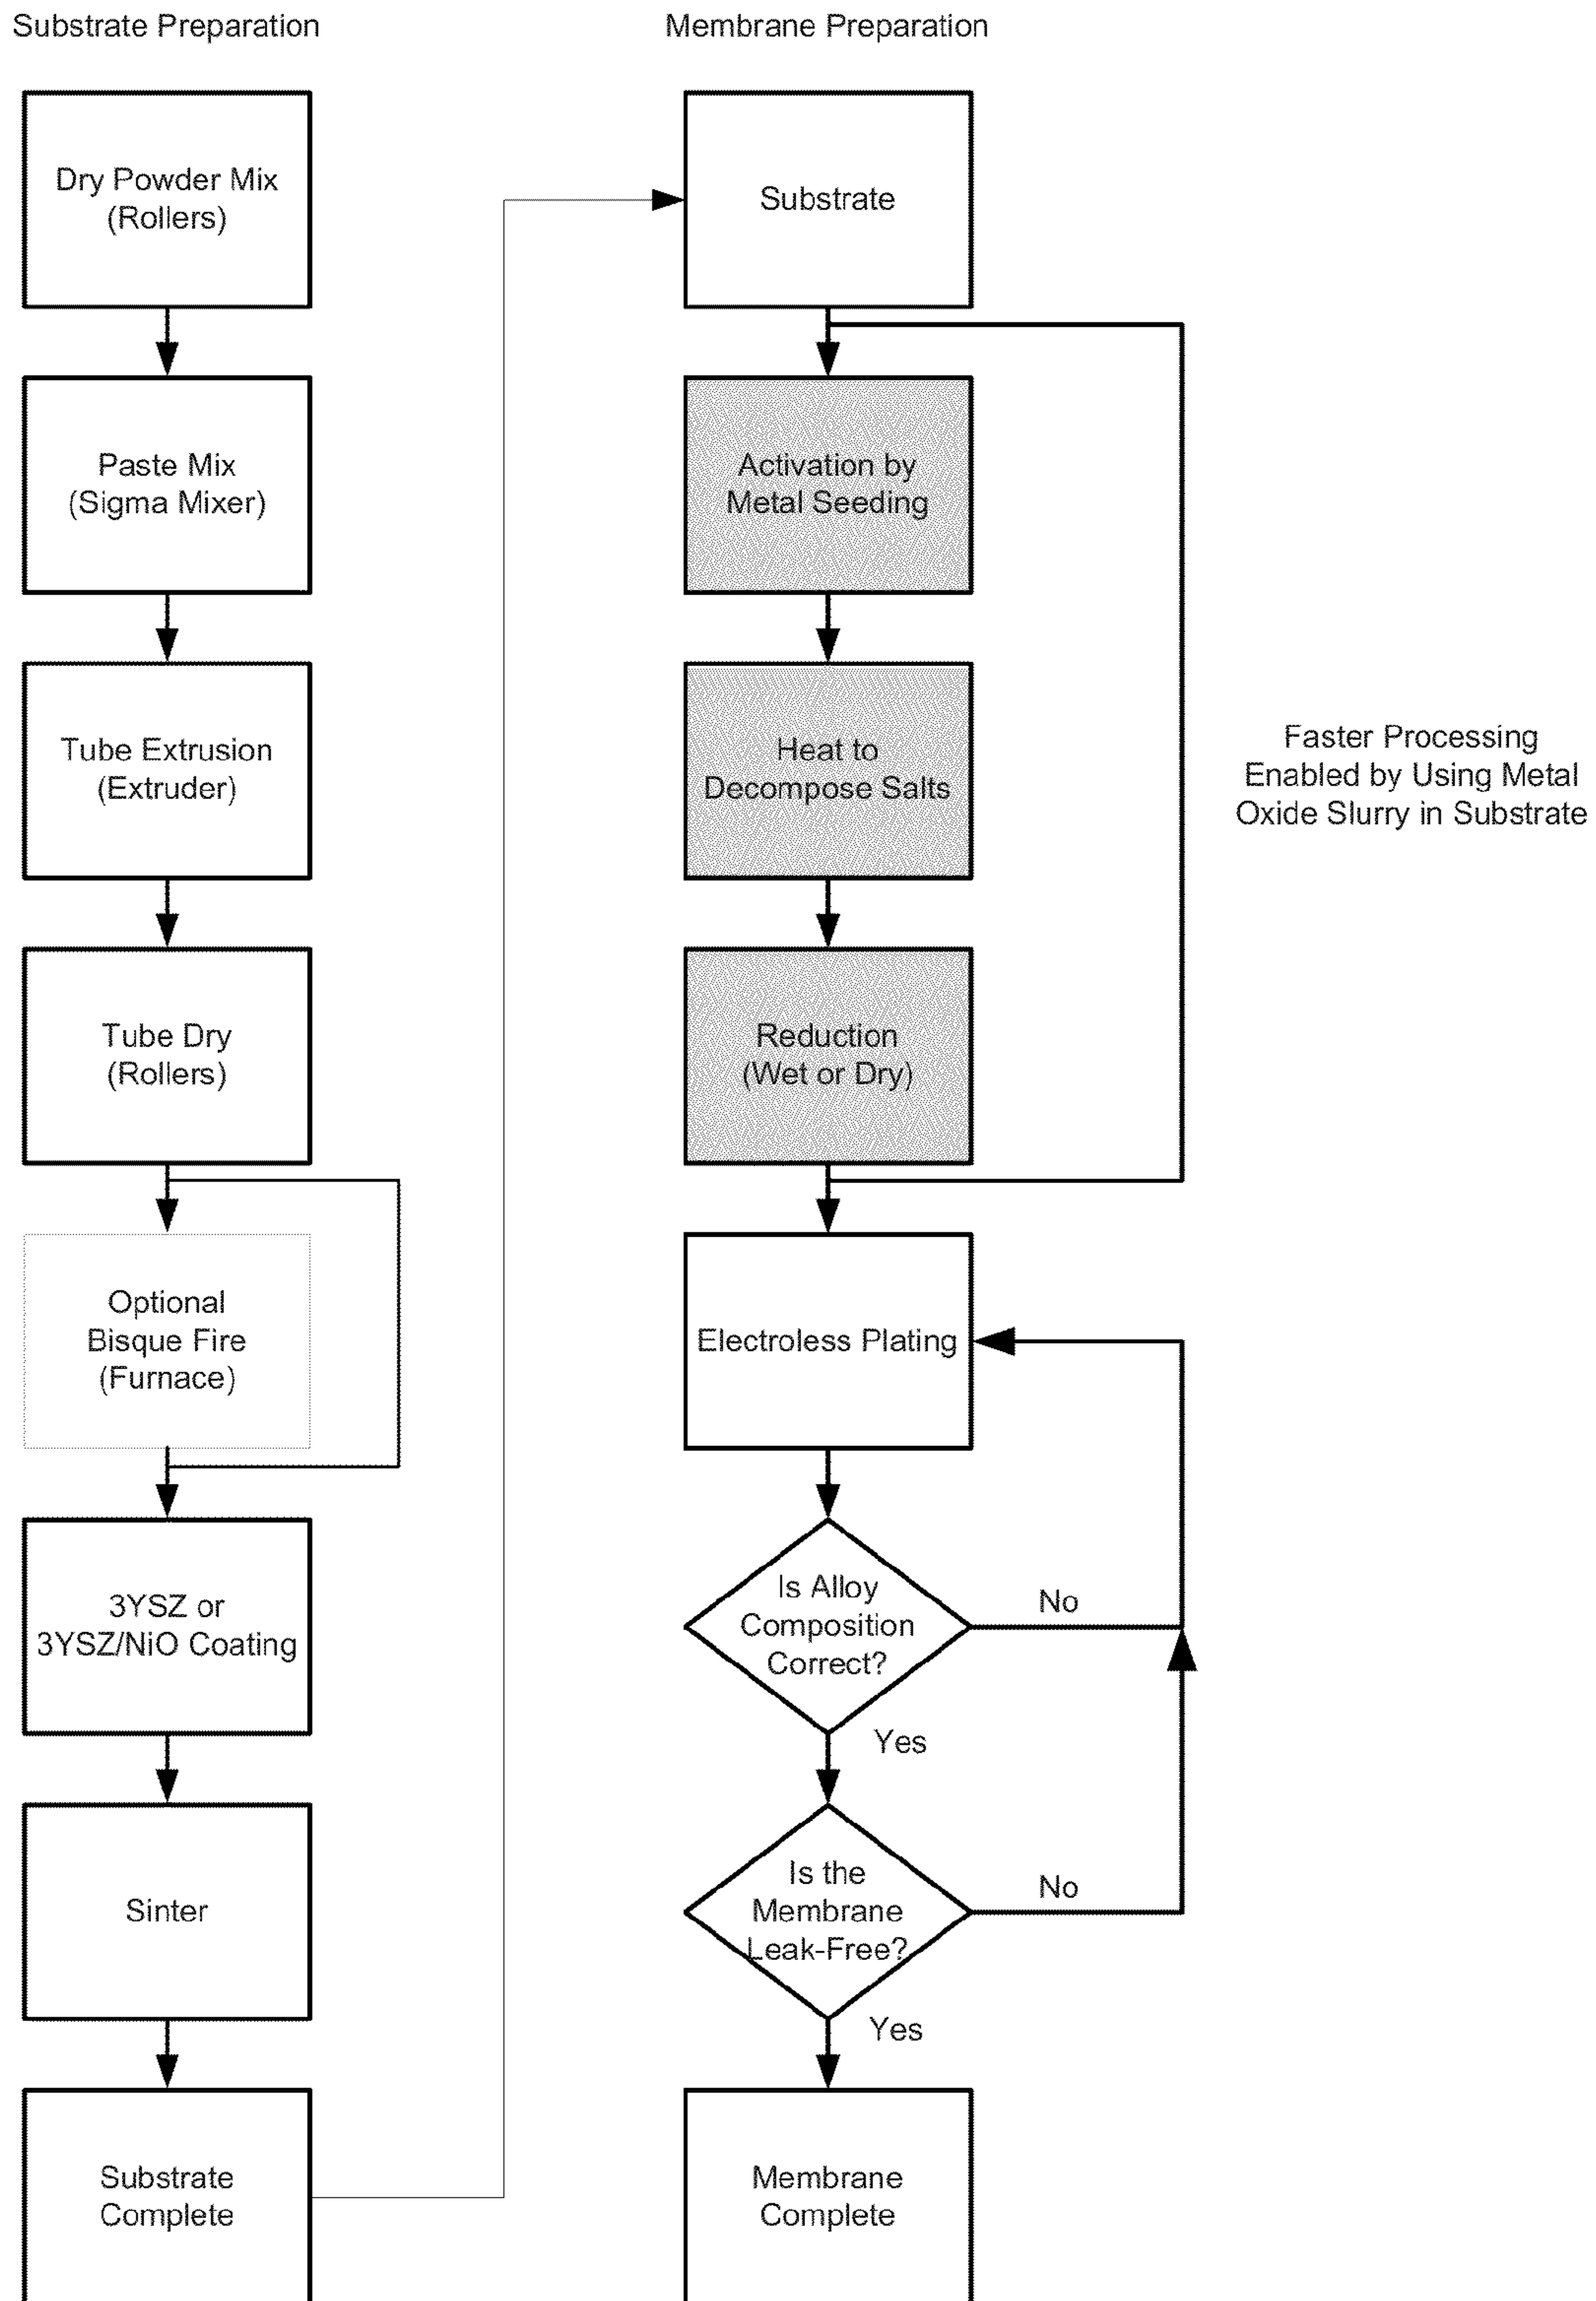 Substrate Preparation
Dry Powder Mix
(Rollers)
Paste Mix
(Sigma Mixer)
Tube Extrusion
(Extruder)
Tube Dry
(Rollers)
Optional
Bisque Fire
(Furnace)
3YSZ or
3YSZ/NiO Coating
Sinter
Substrate
Complete
Membrane Preparation
Substrate
Activation by
Metal Seeding
Heat to
Decompose Salts
Reduction
(Wet or Dry)
Faster Processing
Enabled by Using Metal
Oxide Slurry in Substrate
Electroless Plating
Is Alloy
Composition
Correct?
No
Yes
Is the
Membrane
Leak-Free?
No
Yes
Membrane
Complete